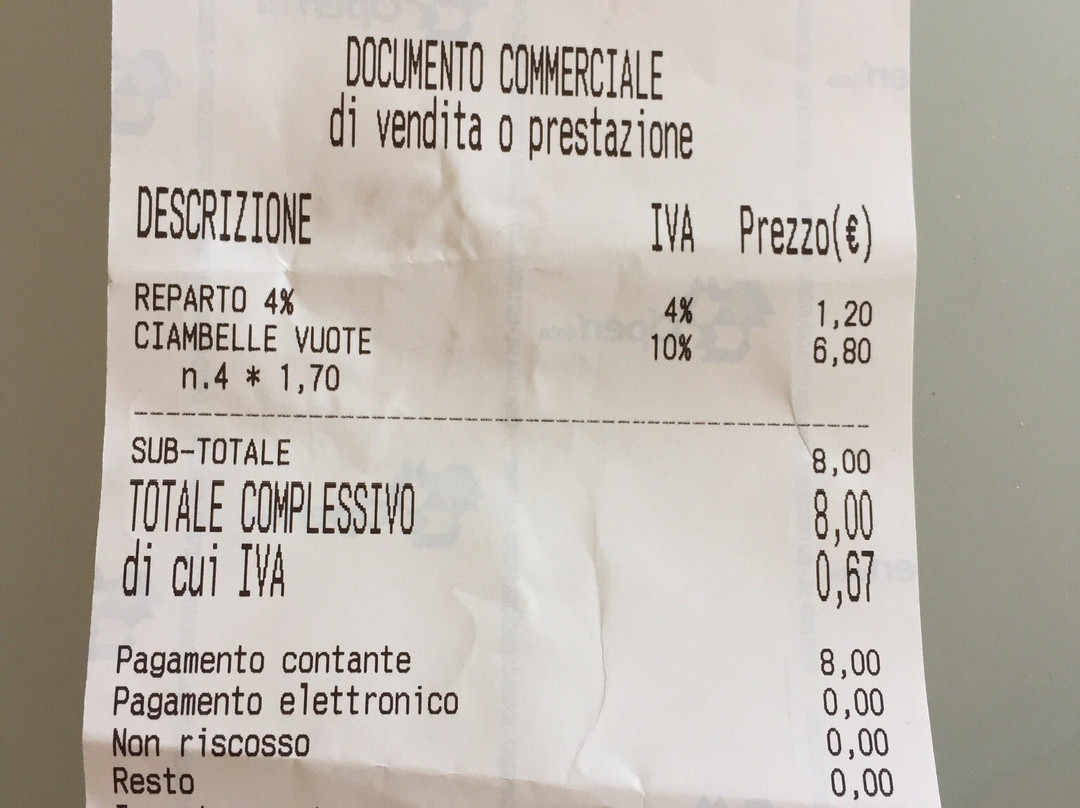 DOCUMENTO COMMERCIALE
di vendita o prestazione
DESCRIZIONE IVA Prezzo(€)
REPARTO 4% 4% 1,20
CIAMBELLE VUOTE 10% 6,80
n.4 * 1,70
SUB-TOTALE 8,00
TOTALE COMPLESSIVO 8,00
di cui IVA 0,67
Pagamento contante 8,00
Pagamento elettronico 0,00
Non riscosso 0,00
Resto 0,00